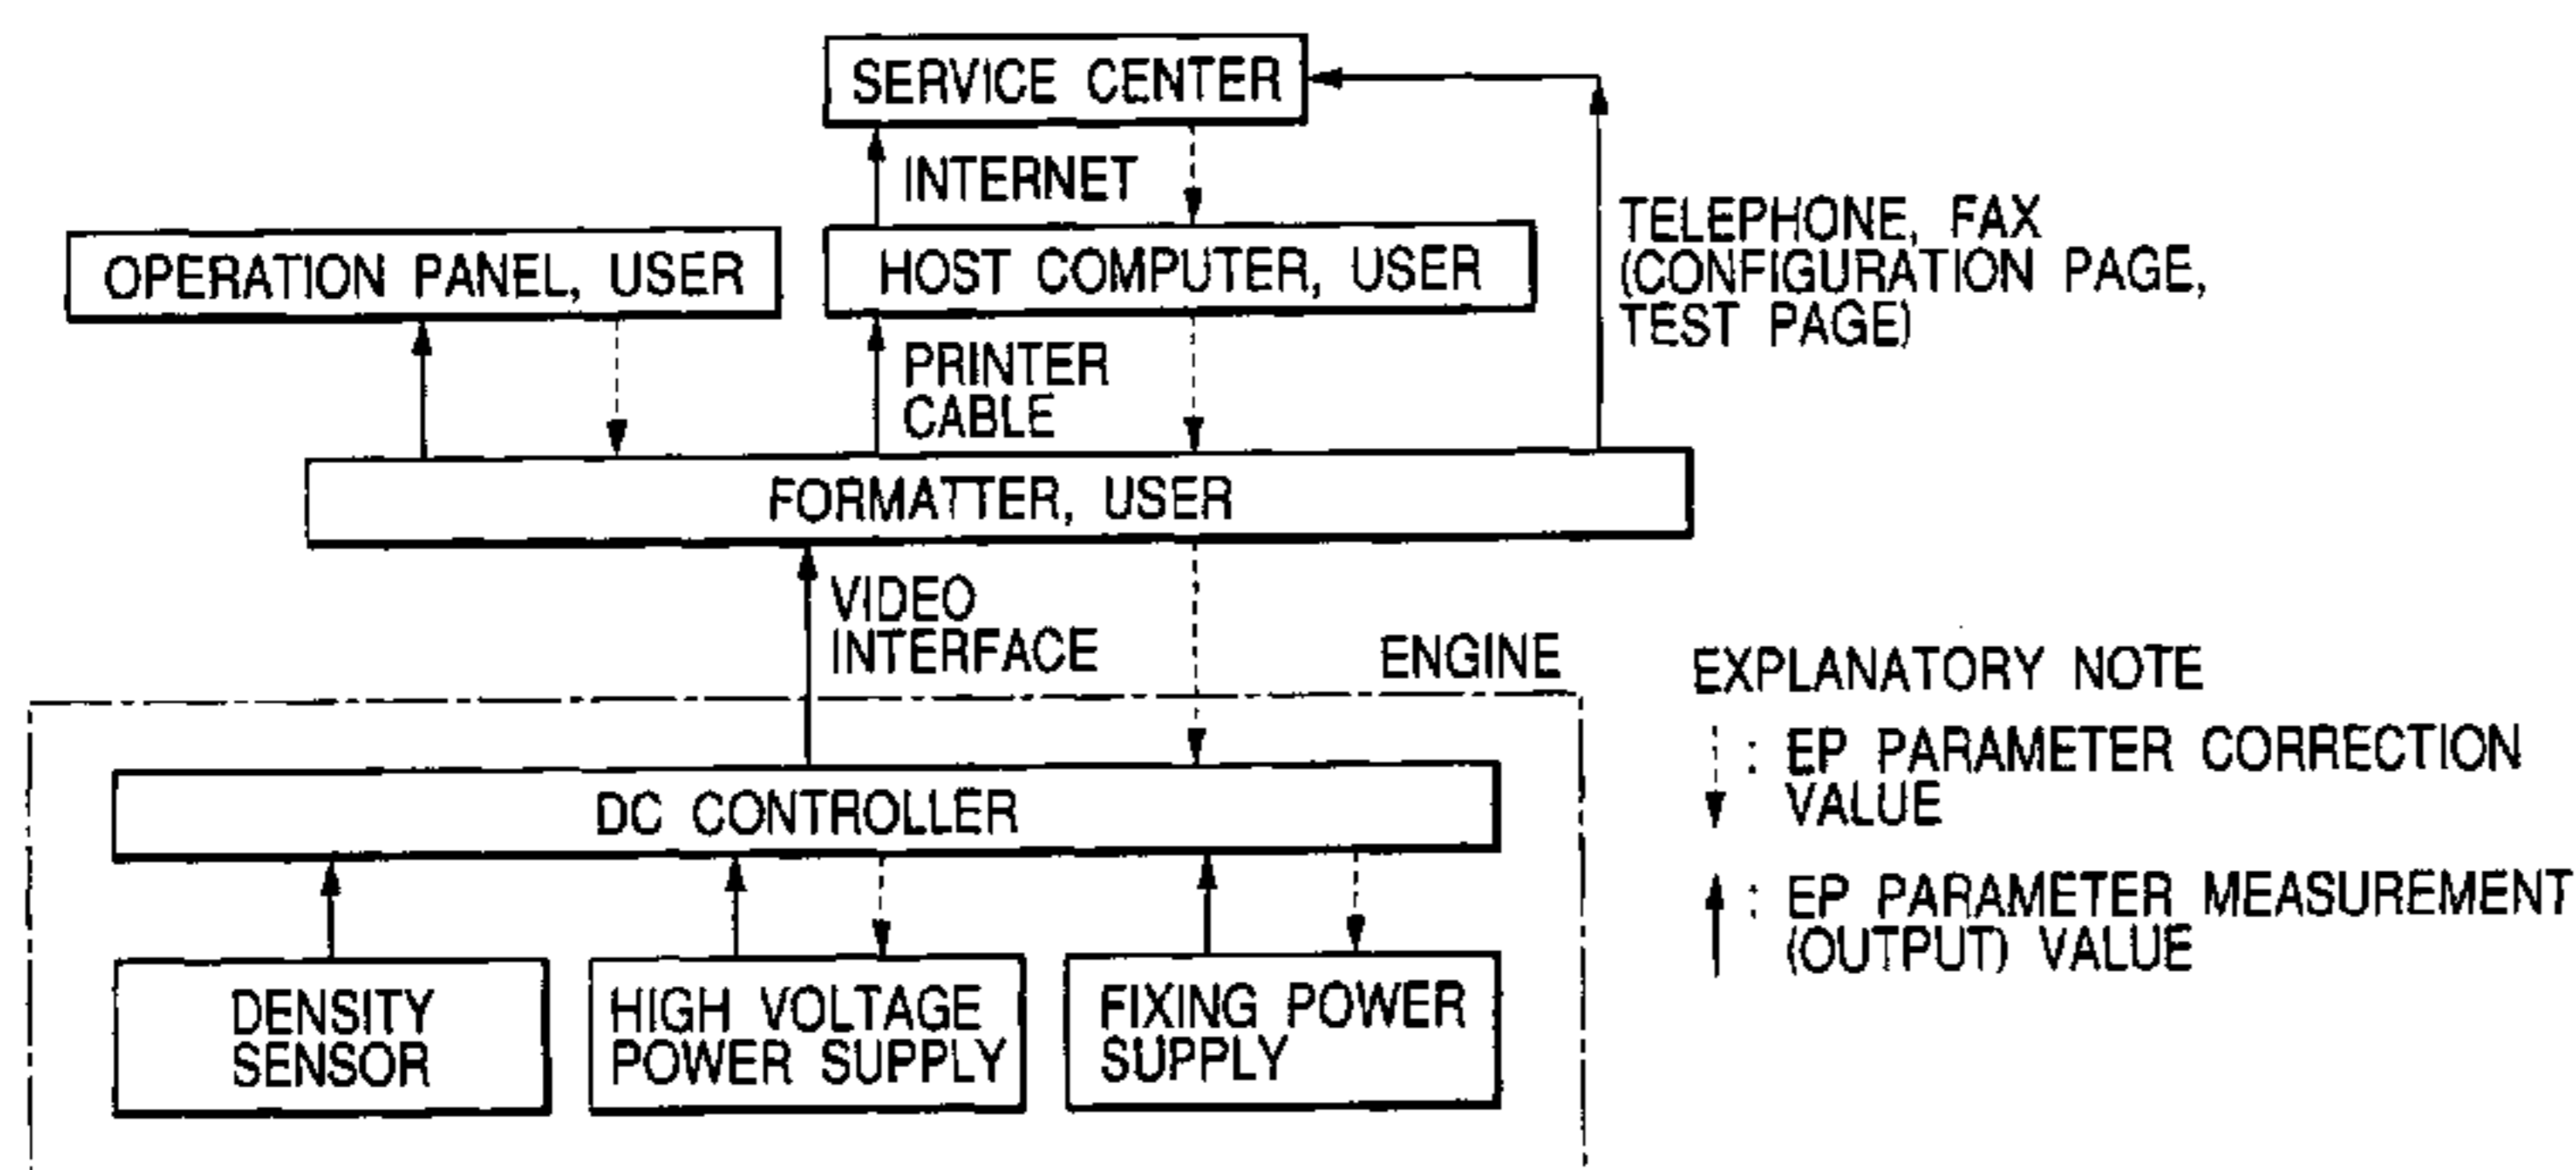 SERVICE CENTER
INTERNET
TELEPHONE, FAX
(CONFIGURATION PAGE,
TEST PAGE)
OPERATION PANEL, USER
HOST COMPUTER, USER
PRINTER
CABLE
FORMATTER, USER
VIDEO
INTERFACE
ENGINE
EXPLANATORY NOTE
: EP PARAMETER CORRECTION
VALUE
: EP PARAMETER MEASUREMENT
(OUTPUT) VALUE
DC CONTROLLER
DENSITY
SENSOR
HIGH VOLTAGE
POWER SUPPLY
FIXING POWER
SUPPLY